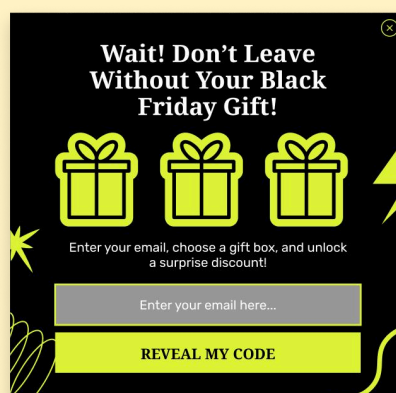 Wait! Don’t Leave
Without Your Black
Friday Gift!
Enter your email, choose a gift box, and unlock
a surprise discount!
Enter your email here...
REVEAL MY CODE